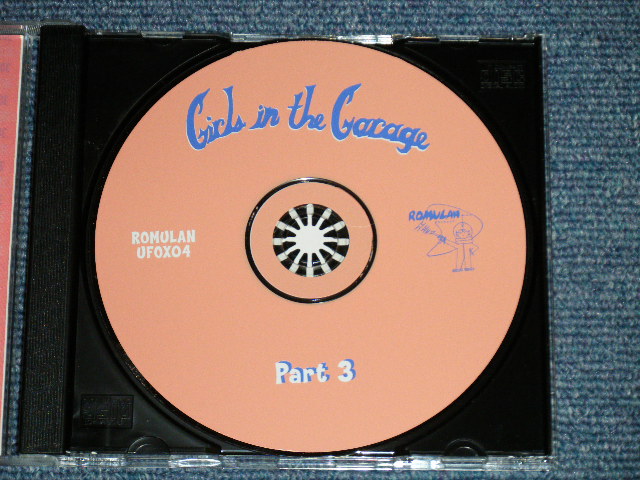 Girls in the Garage
ROMULAN
UFOX04
ROMULAN
Part 3